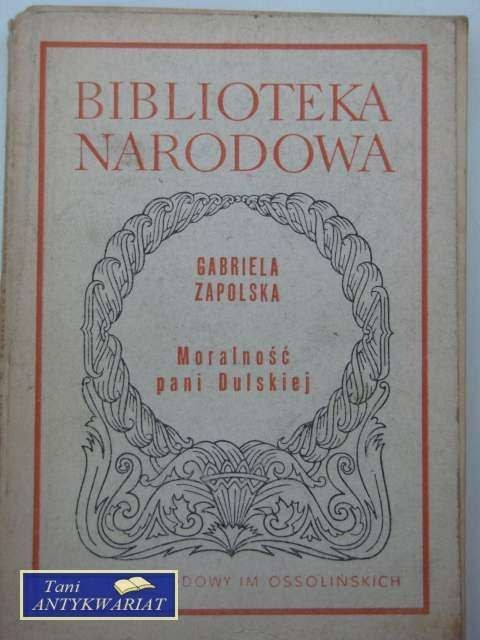 BIBLIOTEKA
NARODOWA
GABRIELA
ZAPOLSKA
Moralność
pani Dulskiej
DOWY IM OSSOLIŃSKICH
Tani
ANTYKWARIAT